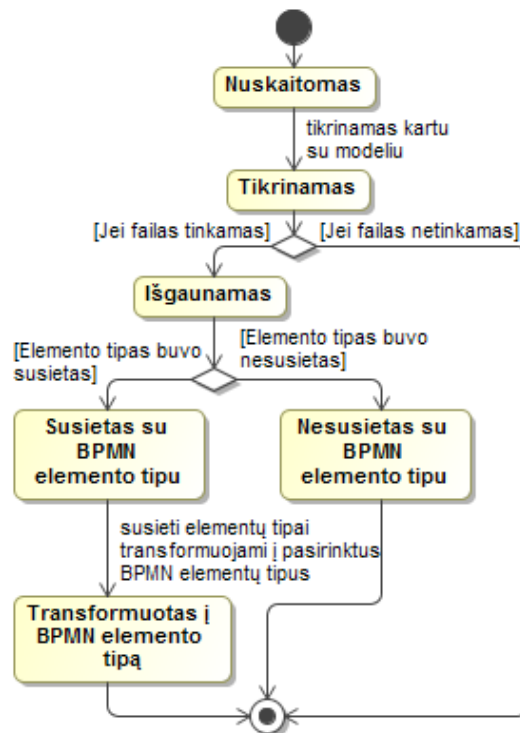 Nuskaitomas
tikrinamas kartu
su modeliu
Tikrinamas
[Jei failas tinkamas]
[Jei failas netinkamas]
Išgaunamas
[Elemento tipas buvo
susietas]
[Elemento tipas buvo
nesusietas]
Susietas su
BPMN
elemento tipu
Nesusietas su
BPMN
elemento tipu
susieti elementų tipai
transformuojami į pasirinktus
BPMN elementų tipus
Transformuotas į
BPMN elemento
tipą